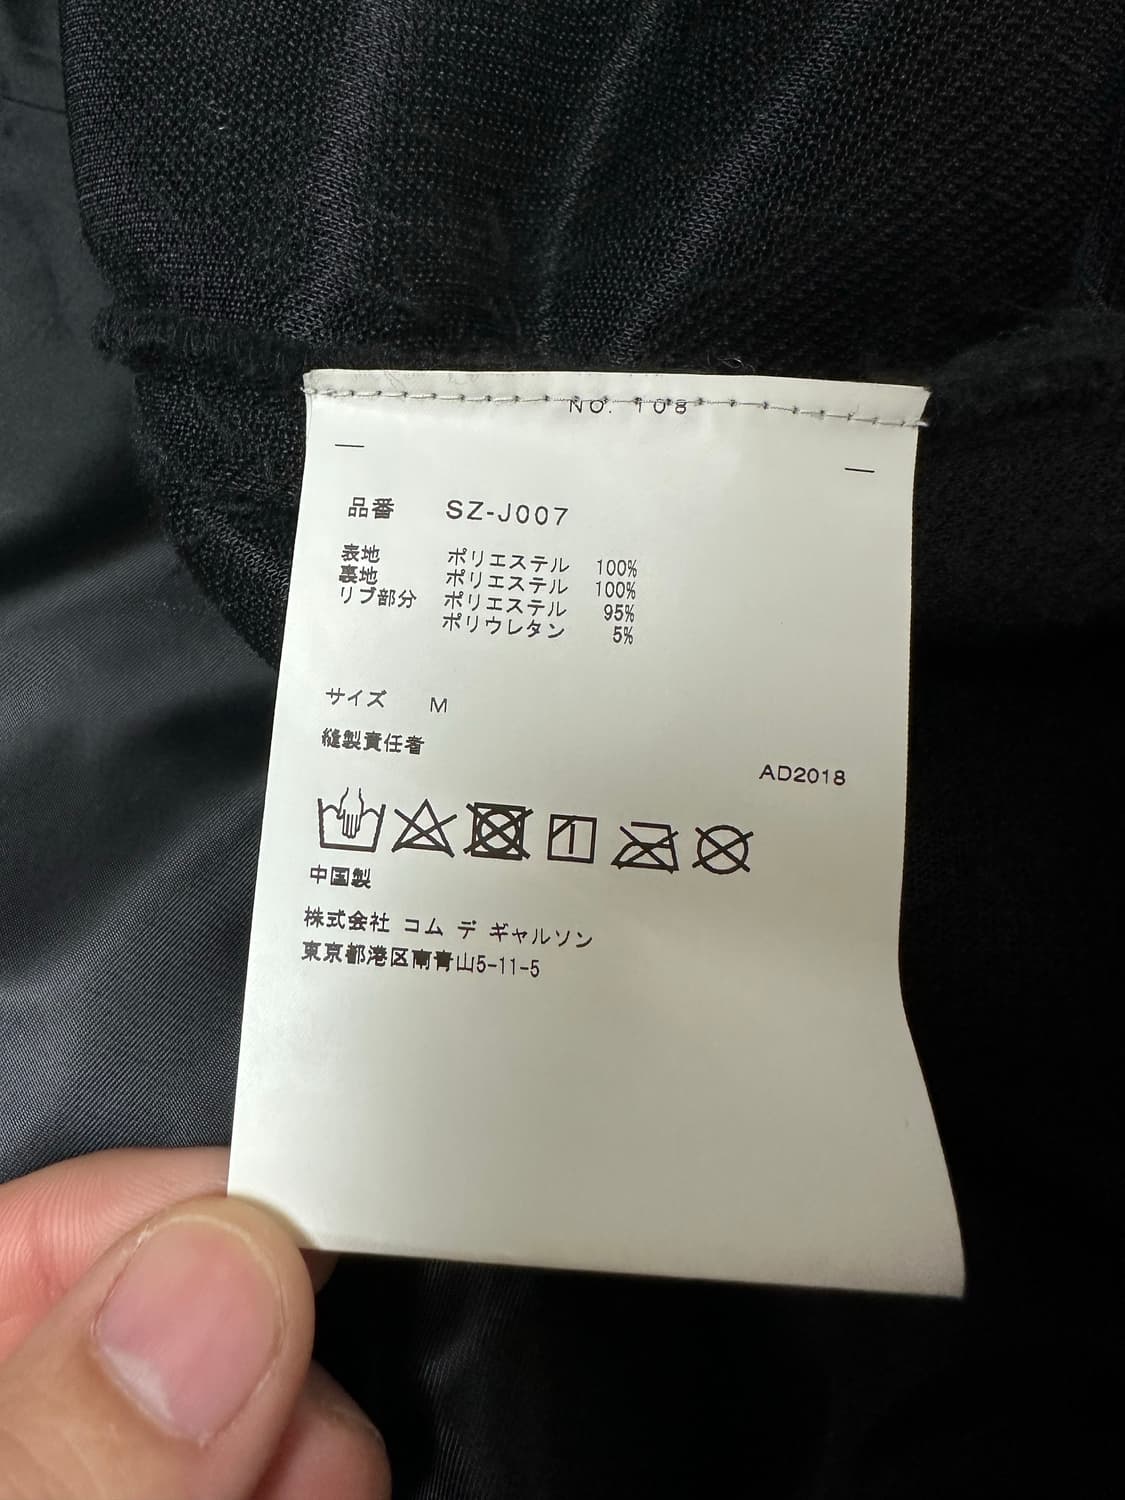 NO. 108
品番 SZ-J007
表地 ポリエステル 100%
裏地 ポリエステル 100%
リブ部分 ポリエステル 95%
ポリウレタン 5%
サイズ M
縫製責任者
AD2018
中国製
株式会社 コム デ ギャルソン
東京都港区南青山5-11-5